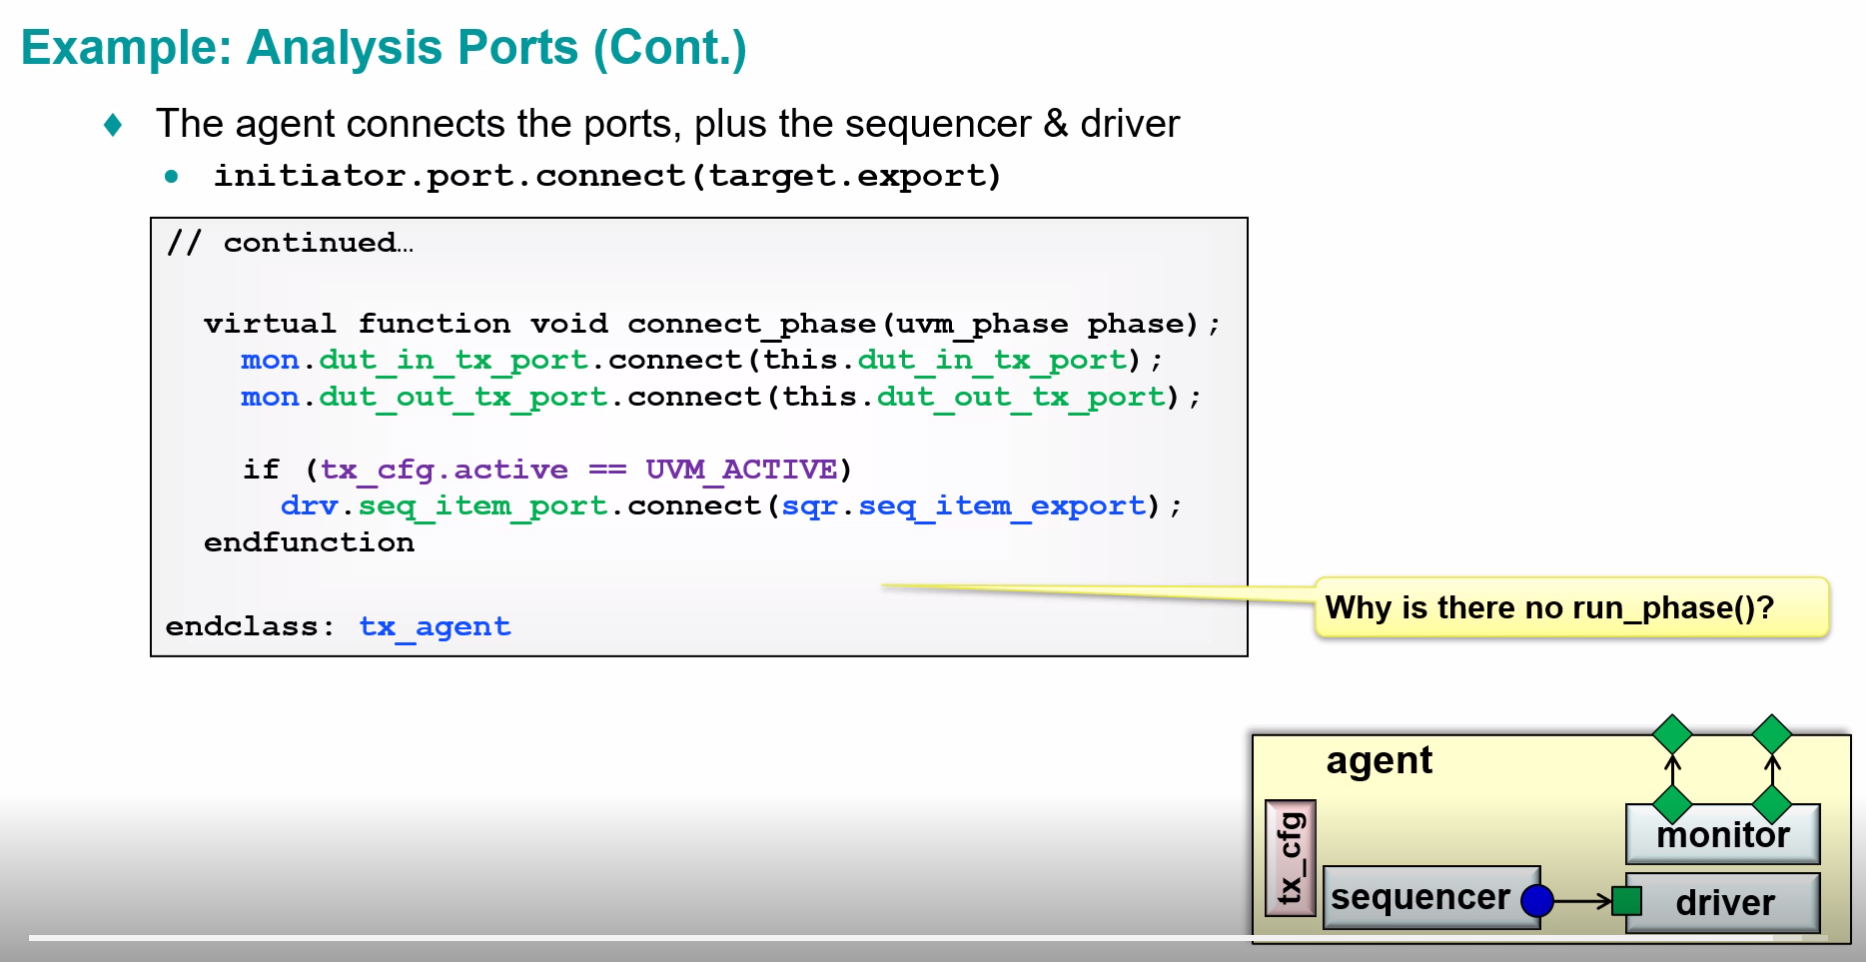 Example: Analysis Ports (Cont.)
The agent connects the ports, plus the sequencer & driver
initiator.port.connect(target.export)
// continued…
virtual function void connect_phase(uvm_phase phase);
mon.dut_in_tx_port.connect(this.dut_in_tx_port);
mon.dut_out_tx_port.connect(this.dut_out_tx_port);
if (tx_cfg.active == UVM_ACTIVE)
drv.seq_item_port.connect(sqr.seq_item_export);
endfunction
endclass: tx_agent
Why is there no run_phase()?
agent
tx_cfg
monitor
sequencer
driver